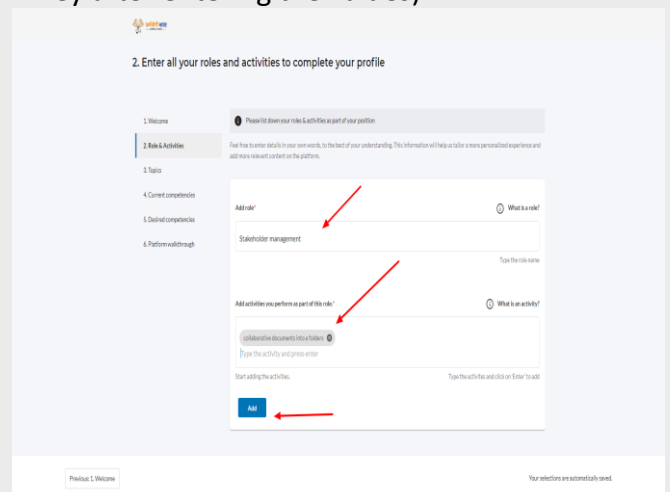 2. Enter all your roles and activities to complete your profile
1. Welcome
Please list down your roles & activities as part of your position
2. Role & Activities
Feel free to enter details in your own words, to the best of your understanding. This information will help us tailor a more personalized experience and
add more relevant content on the platform.
3. Topics
4. Current competencies
5. Desired competencies
6. Platform walkthrough
Add role*
What is a role?
Stakeholder management
Type the role name
Add activities you perform as part of this role.*
What is an activity?
collaborative documents into a folders
Type the activity and press enter
Start adding the activities.
Type the activites and click on 'Enter' to add
Add
Previous: 1. Welcome
Your selections are automatically saved.